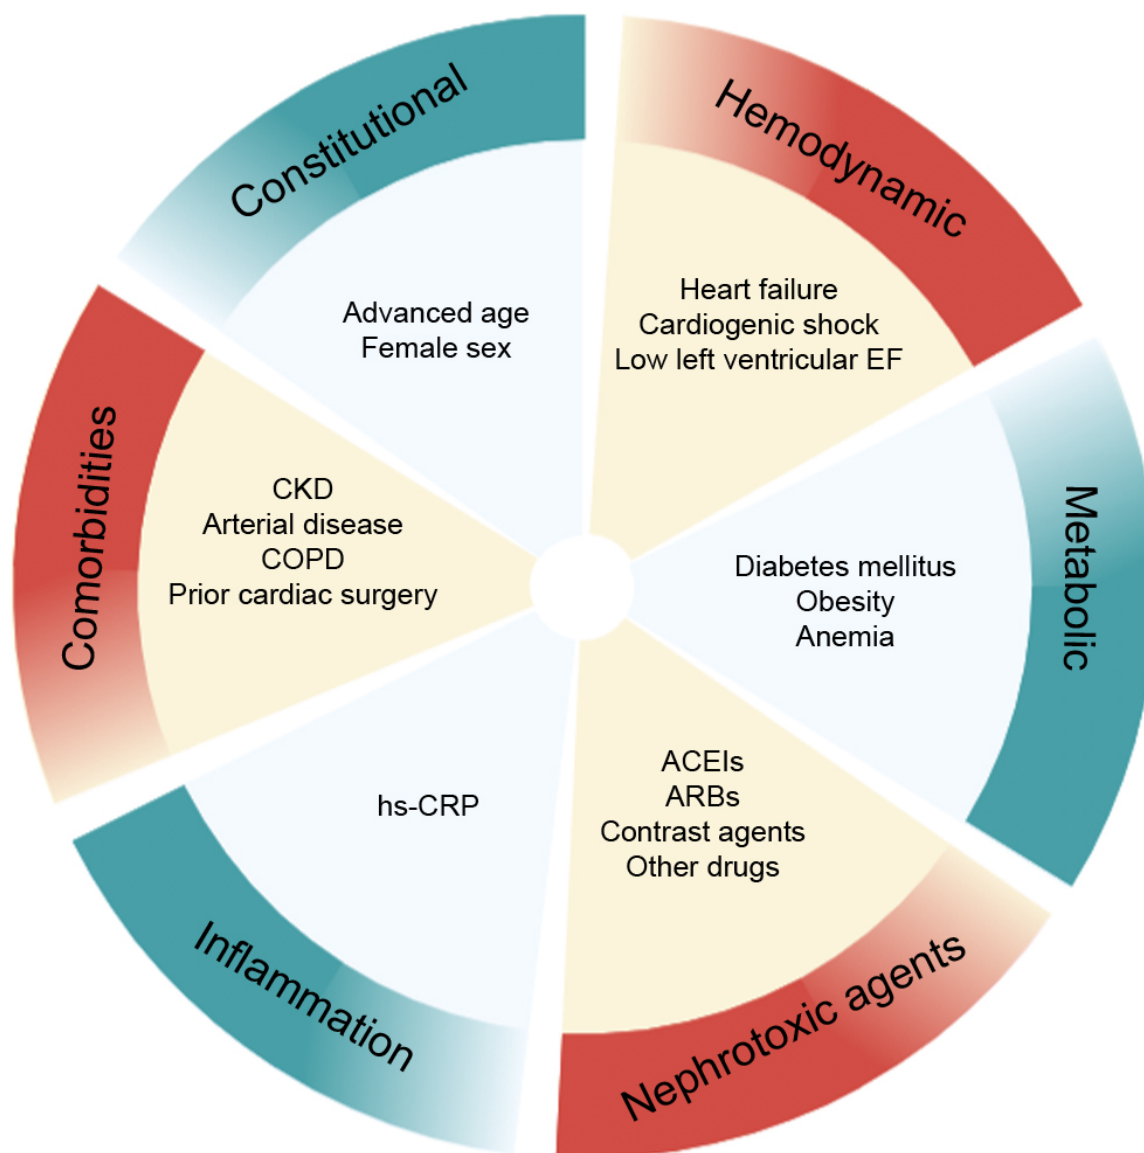 Constitutional
Advanced age
Female sex
Hemodynamic
Heart failure
Cardiogenic shock
Low left ventricular EF
Metabolic
Diabetes mellitus
Obesity
Anemia
Nephrotoxic agents
ACEIs
ARBs
Contrast agents
Other drugs
Inflammation
hs-CRP
Comorbidities
CKD
Arterial disease
COPD
Prior cardiac surgery